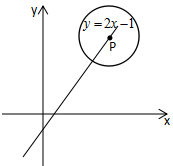 y
y = 2x - 1
P
x